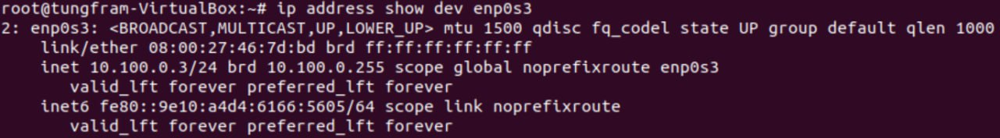 root@tungfram-VirtualBox:~# ip address show dev enp0s3
2: enp0s3: <BROADCAST,MULTICAST,UP,LOWER_UP> mtu 1500 qdisc fq_codel state UP group default qlen 1000
link/ether 08:00:27:46:7d:bd brd ff:ff:ff:ff:ff:ff
inet 10.100.0.3/24 brd 10.100.0.255 scope global noprefixroute enp0s3
valid_lft forever preferred_lft forever
inet6 fe80::9e10:a4d4:6166:5605/64 scope link noprefixroute
valid_lft forever preferred_lft forever